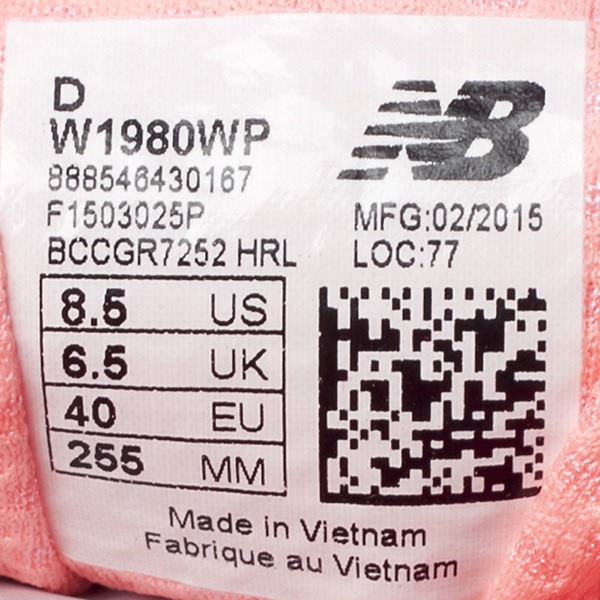 D
W1980WP
888546430167
F1503025P
BCCGR7252 HRL
NB
MFG:02/2015
LOC:77
8.5 US
6.5 UK
40 EU
255 MM
Made in Vietnam
Fabrique au Vietnam